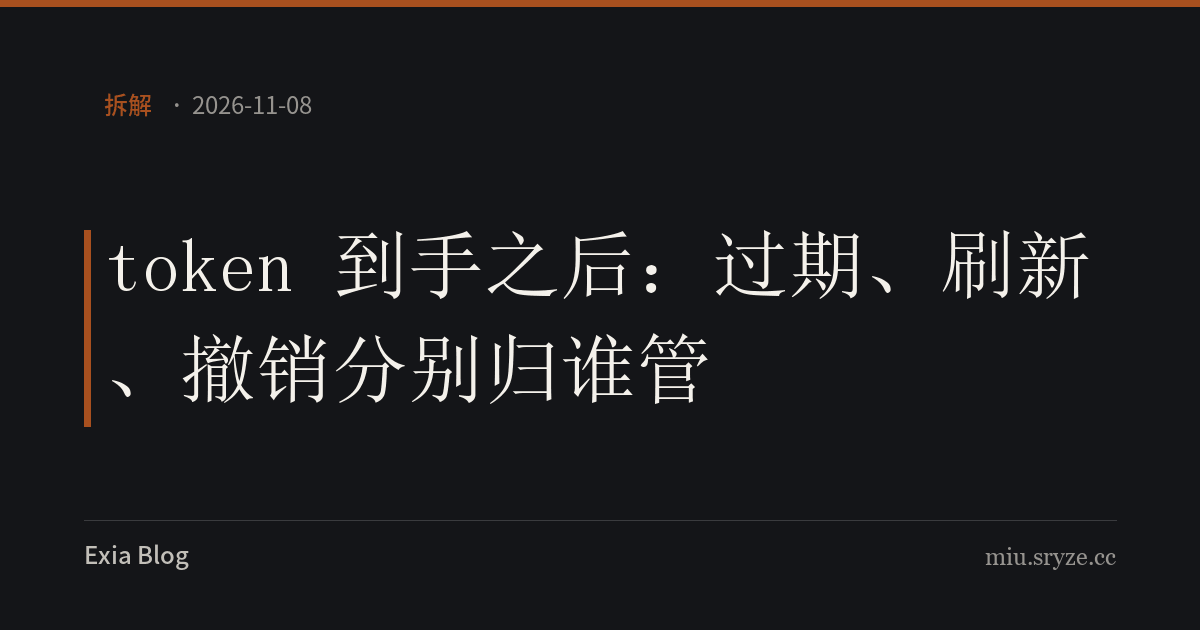 拆解 · 2026-11-08
token 到手之后：过期、刷新
、撤销分别归谁管
Exia Blog
miu.sryze.cc